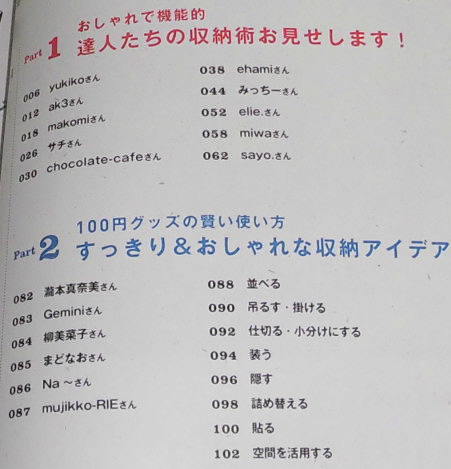 おしゃれで機能的
Part 1 達人たちの収納術お見せします！
006 yukikoさん
012 ak3さん
018 makomiさん
026 サチさん
030 chocolate-cafeさん
038 ehamiさん
044 みっちーさん
052 elie.さん
058 miwaさん
062 sayo.さん
100円グッズの賢い使い方
Part 2 すっきり＆おしゃれな収納アイデア
082 瀧本真奈美さん
083 Geminiさん
084 柳美菜子さん
085 まどなおさん
086 Na～さん
087 mujikko-RIEさん
088 並べる
090 吊るす・掛ける
092 仕切る・小分けにする
094 装う
096 隠す
098 詰め替える
100 貼る
102 空間を活用する